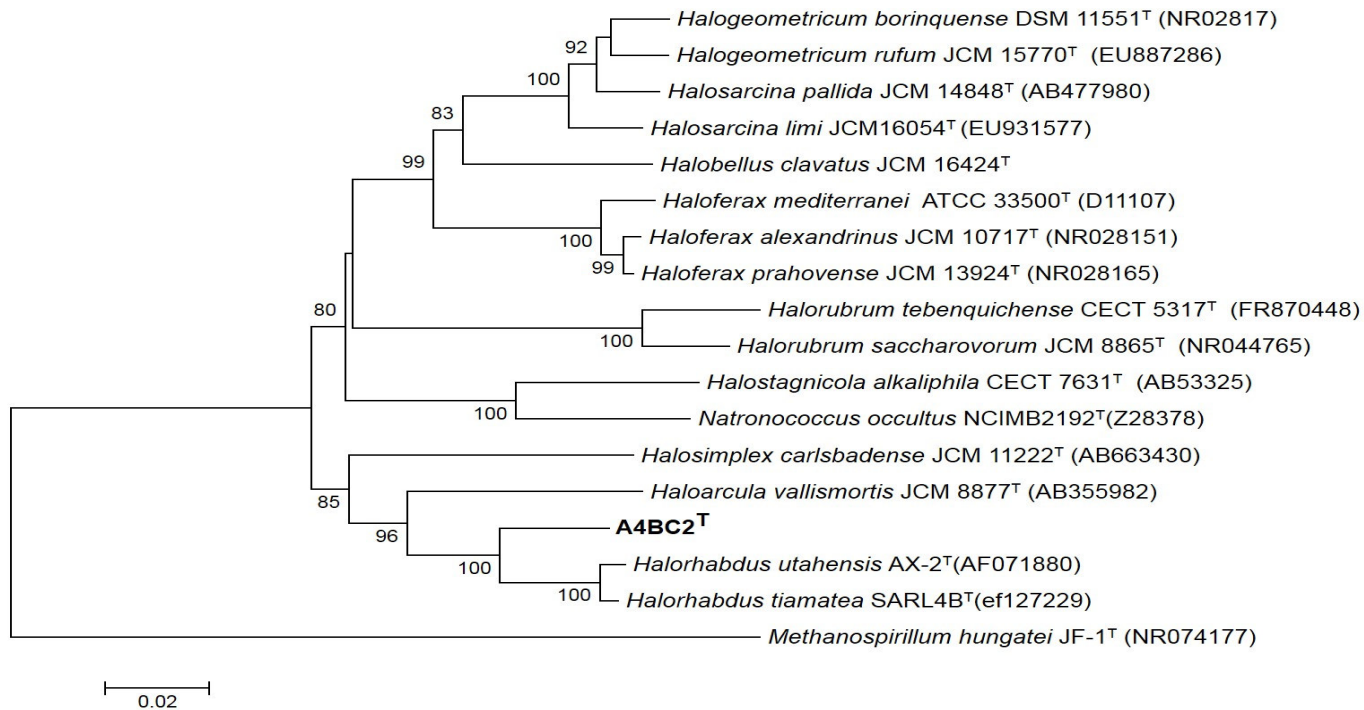 Halogeometricum borinquense DSM 11551ᵀ (NR02817)
92
Halogeometricum rufum JCM 15770ᵀ (EU887286)
100
Halosarcina pallida JCM 14848ᵀ (AB477980)
83
Halosarcina limi JCM16054ᵀ (EU931577)
99
Halobellus clavatus JCM 16424ᵀ
Haloferax mediterranei ATCC 33500ᵀ (D11107)
100
Haloferax alexandrinus JCM 10717ᵀ (NR028151)
99
Haloferax prahovense JCM 13924ᵀ (NR028165)
80
Halorubrum tebenquichense CECT 5317ᵀ (FR870448)
100
Halorubrum saccharovorum JCM 8865ᵀ (NR044765)
Halostagnicola alkaliphila CECT 7631ᵀ (AB53325)
100
Natronococcus occultus NCIMB2192ᵀ(Z28378)
Halosimplex carlsbadense JCM 11222ᵀ (AB663430)
85
Haloarcula vallismortis JCM 8877ᵀ (AB355982)
96
A4BC2ᵀ
100
Halorhabdus utahensis AX-2ᵀ(AF071880)
100
Halorhabdus tiamatea SARL4Bᵀ(ef127229)
Methanospirillum hungatei JF-1ᵀ (NR074177)
0.02